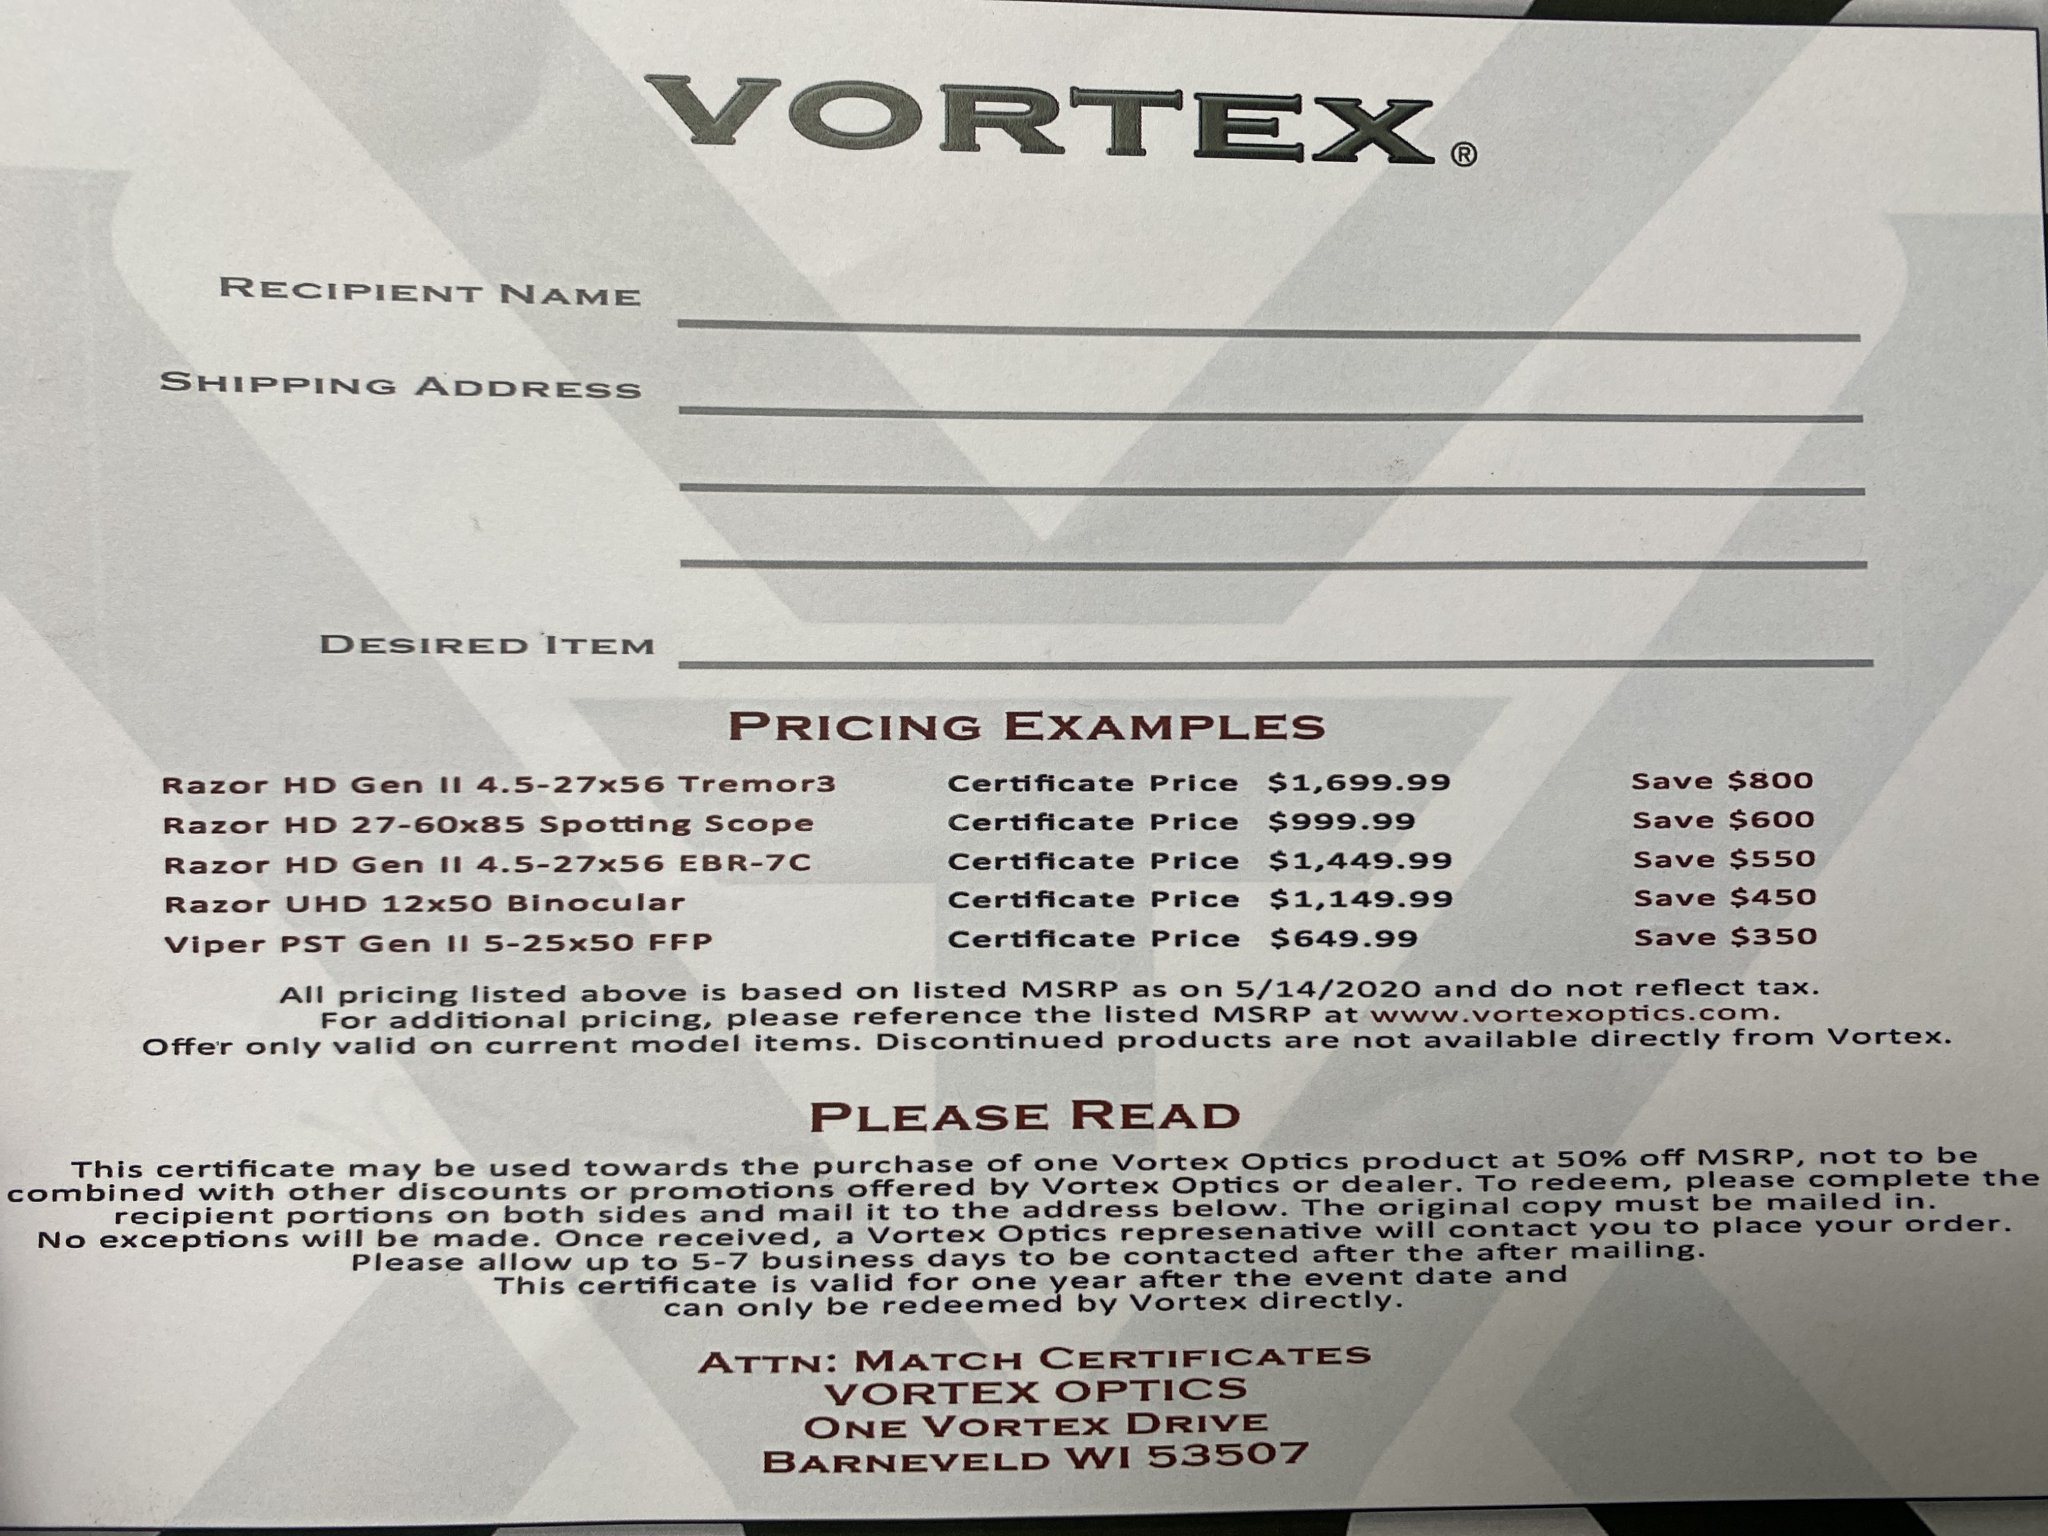 VORTEX®
RECIPIENT NAME
SHIPPING ADDRESS
DESIRED ITEM
PRICING EXAMPLES
Razor HD Gen II 4.5-27x56 Tremor3 Certificate Price $1,699.99 Save $800
Razor HD 27-60x85 Spotting Scope Certificate Price $999.99 Save $600
Razor HD Gen II 4.5-27x56 EBR-7C Certificate Price $1,449.99 Save $550
Razor UHD 12x50 Binocular Certificate Price $1,149.99 Save $450
Viper PST Gen II 5-25x50 FFP Certificate Price $649.99 Save $350
All pricing listed above is based on listed MSRP as on 5/14/2020 and do not reflect tax.
For additional pricing, please reference the listed MSRP at www.vortexoptics.com.
Offer only valid on current model items. Discontinued products are not available directly from Vortex.
PLEASE READ
This certificate may be used towards the purchase of one Vortex Optics product at 50% off MSRP, not to be
combined with other discounts or promotions offered by Vortex Optics or dealer. To redeem, please complete the
recipient portions on both sides and mail it to the address below. The original copy must be mailed in.
No exceptions will be made. Once received, a Vortex Optics represenative will contact you to place your order.
Please allow up to 5-7 business days to be contacted after the after mailing.
This certificate is valid for one year after the event date and
can only be redeemed by Vortex directly.
ATTN: MATCH CERTIFICATES
VORTEX OPTICS
ONE VORTEX DRIVE
BARNEVELD WI 53507